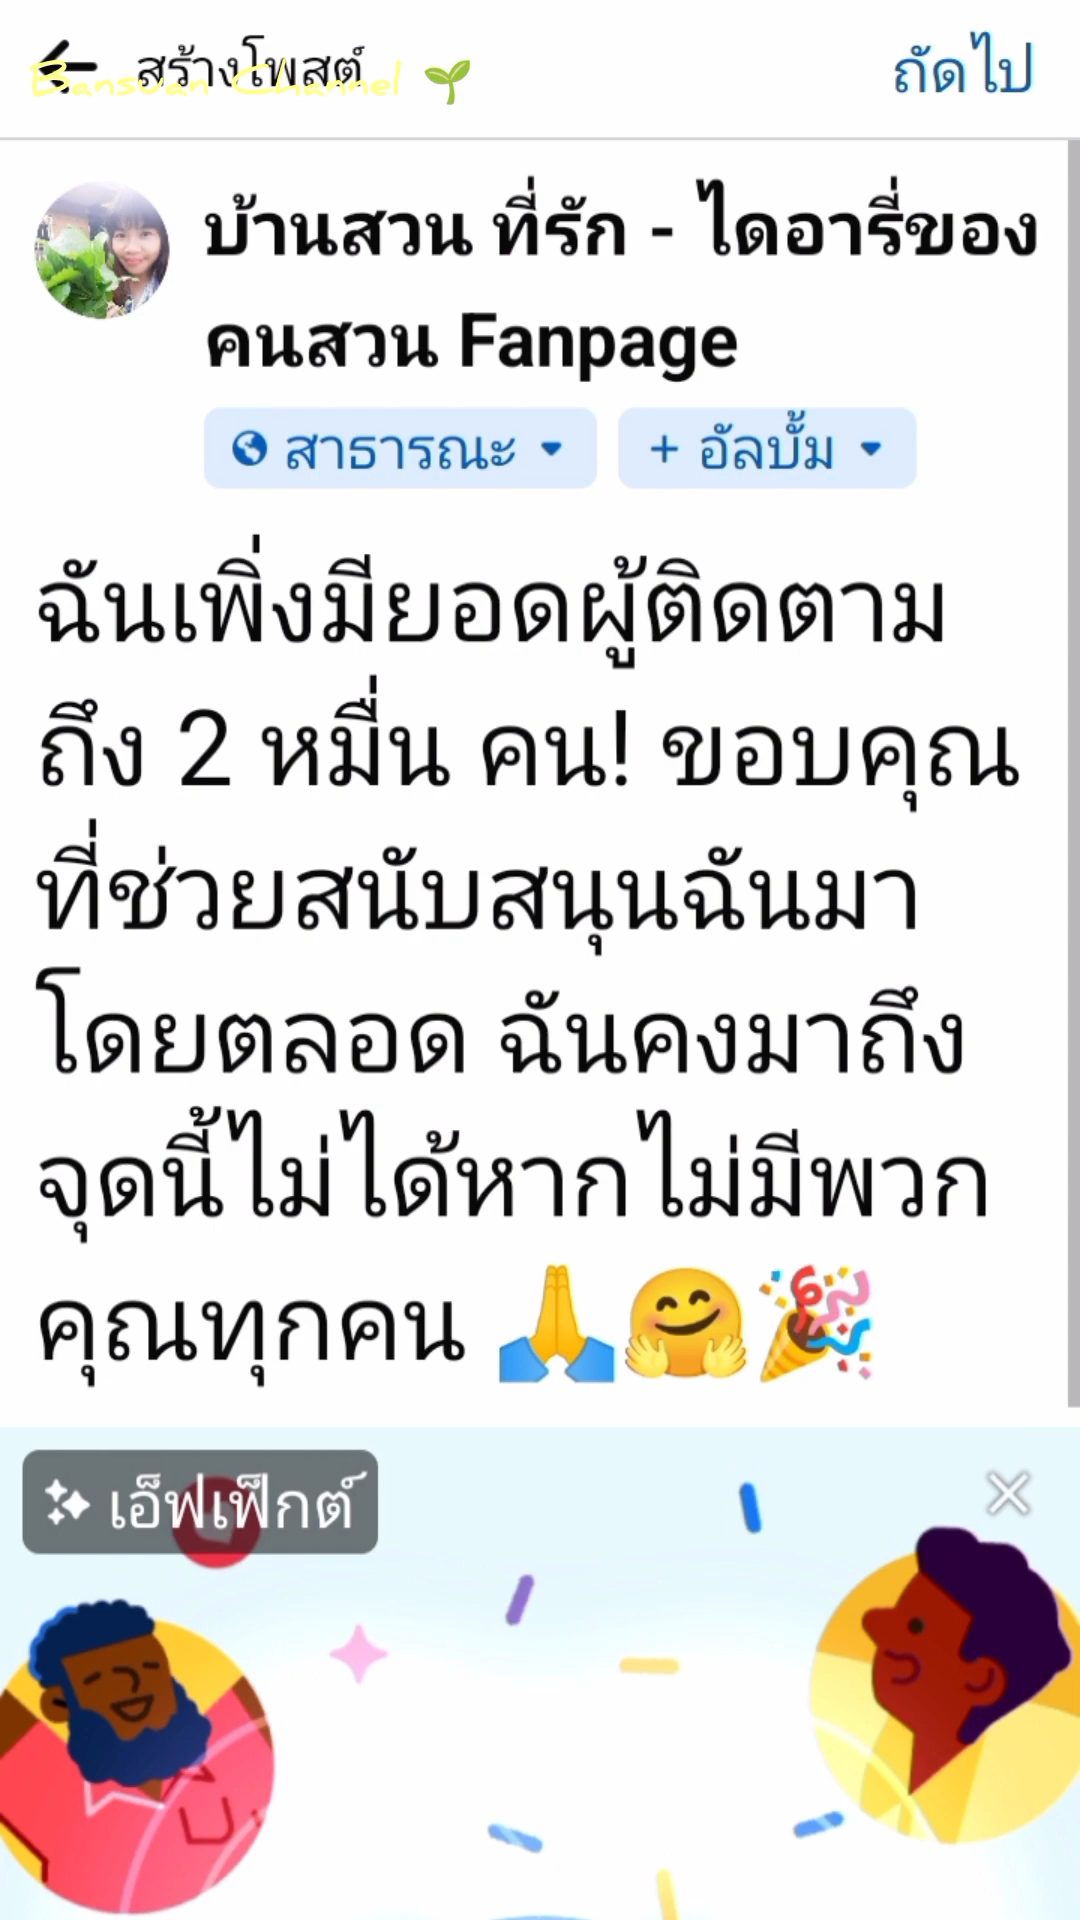 สร้างโพสต์
ถัดไป
Bansuan Channel
บ้านสวน ที่รัก - ไดอารี่ของ
คนสวน Fanpage
สาธารณะ
+ อัลบั้ม
ฉันเพิ่งมียอดผู้ติดตาม
ถึง 2 หมื่น คน! ขอบคุณ
ที่ช่วยสนับสนุนฉันมา
โดยตลอด ฉันคงมาถึง
จุดนี้ไม่ได้หากไม่มีพวก
คุณทุกคน 🙏🤗🎉
เอ็ฟเฟ็กต์